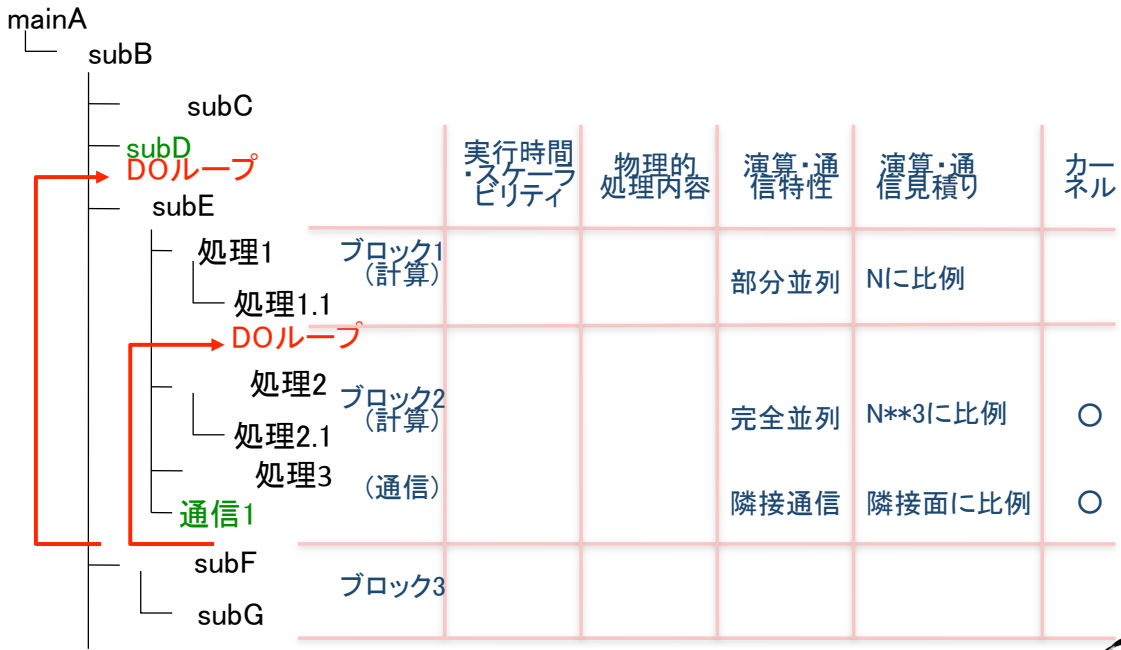 mainA
subB
subC
subD
DOループ
subE
処理1
処理1.1
DOループ
処理2
処理2.1
処理3
通信1
subF
subG
実行時間
・スケーラ
ビリティ
物理的
処理内容
演算・通
信特性
演算・通
信見積り
カー
ネル
ブロック1
(計算)
部分並列
Nに比例
ブロック2
(計算)
完全並列
N**3に比例
○
(通信)
隣接通信
隣接面に比例
○
ブロック3